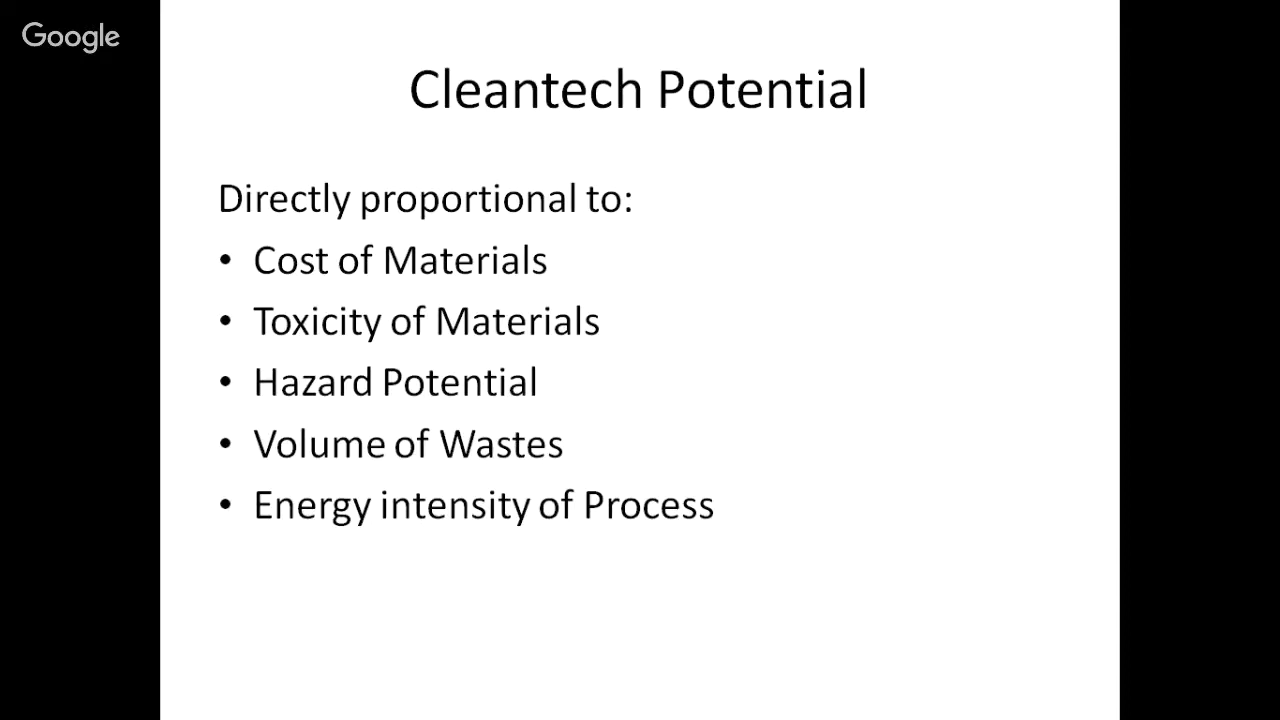 Google
Cleantech Potential
Directly proportional to:
• Cost of Materials
• Toxicity of Materials
• Hazard Potential
• Volume of Wastes
• Energy intensity of Process